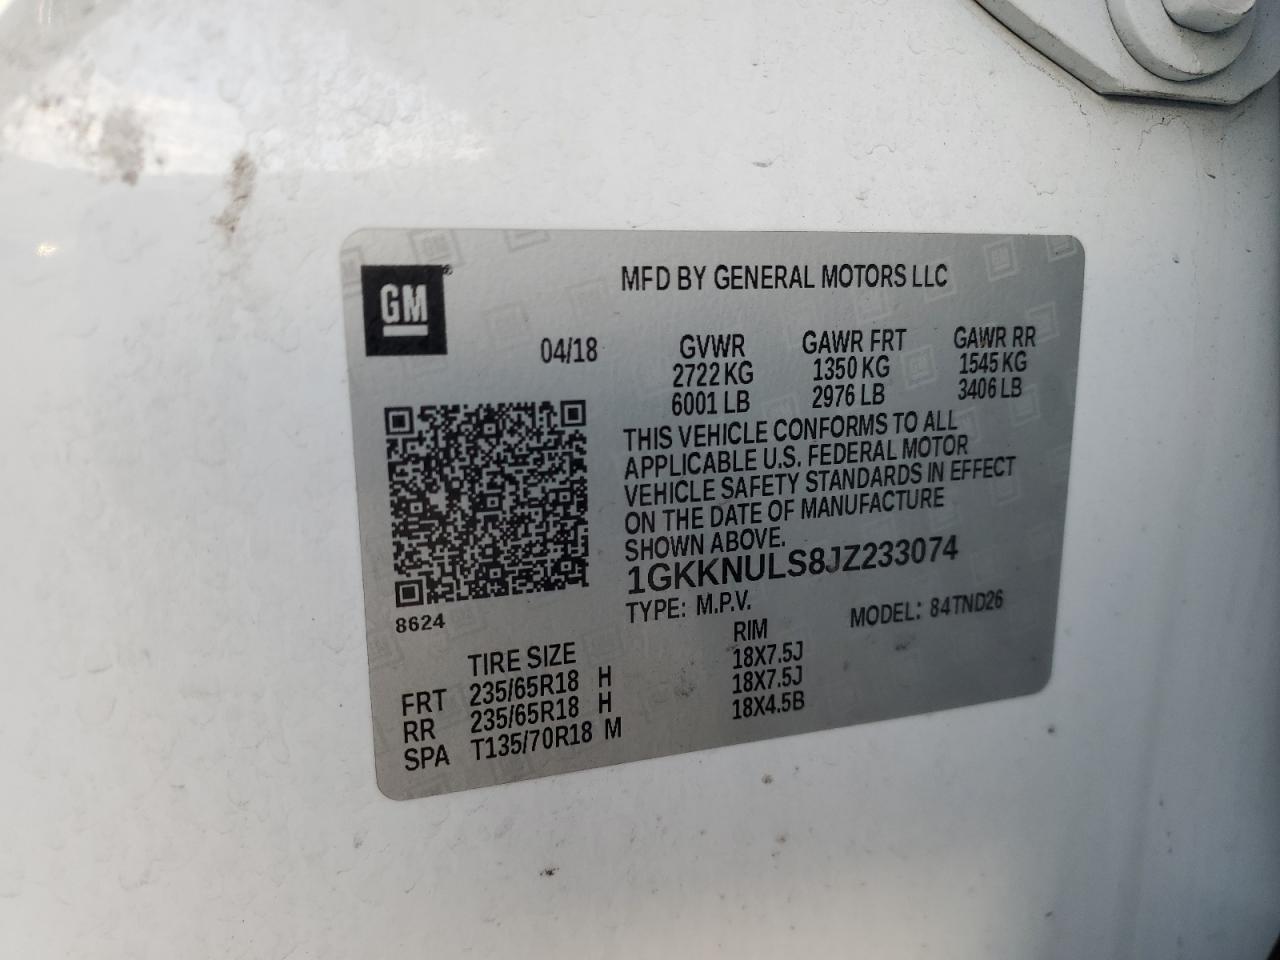 GM®
MFD BY GENERAL MOTORS LLC
04/18 GVWR GAWR FRT GAWR RR
2722 KG 1350 KG 1545 KG
6001 LB 2976 LB 3406 LB
THIS VEHICLE CONFORMS TO ALL
APPLICABLE U.S. FEDERAL MOTOR
VEHICLE SAFETY STANDARDS IN EFFECT
ON THE DATE OF MANUFACTURE
SHOWN ABOVE.
1GKKNULS8JZ233074
TYPE: M.P.V. MODEL: 84TND26
8624
TIRE SIZE RIM
FRT 235/65R18 H 18X7.5J
RR 235/65R18 H 18X7.5J
SPA T135/70R18 M 18X4.5B